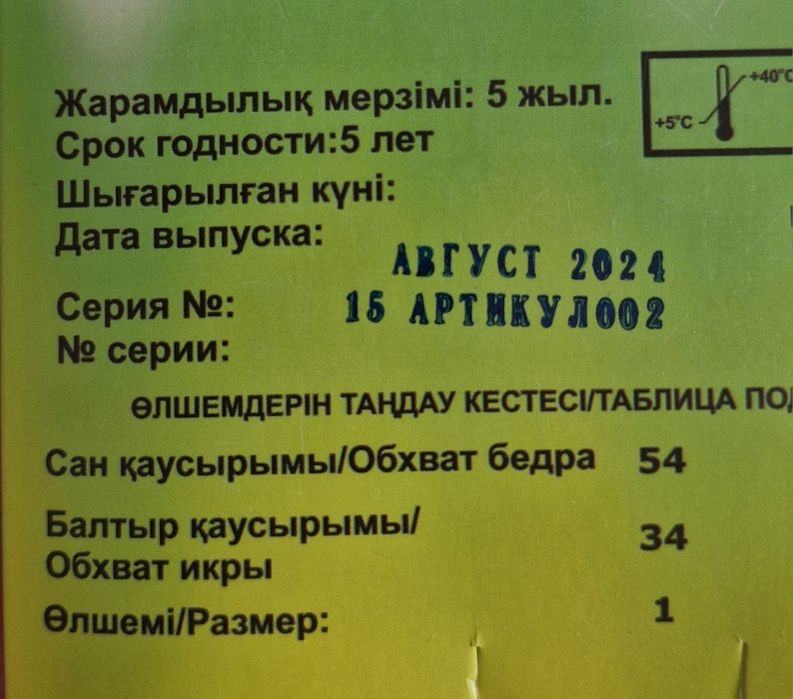 Жарамдылық мерзімі: 5 жыл.
Срок годности:5 лет
+40°C
+5°C
Шығарылған күні:
Дата выпуска:
АВГУСТ 2024
Серия №:
15 АРТИКУЛ002
№ серии:
ӨЛШЕМДЕРІН ТАҢДАУ КЕСТЕСІ/ТАБЛИЦА
Сан қаусырымы/Обхват бедра 54
Балтыр қаусырымы/
Обхват икры 34
Өлшемі/Размер: 1